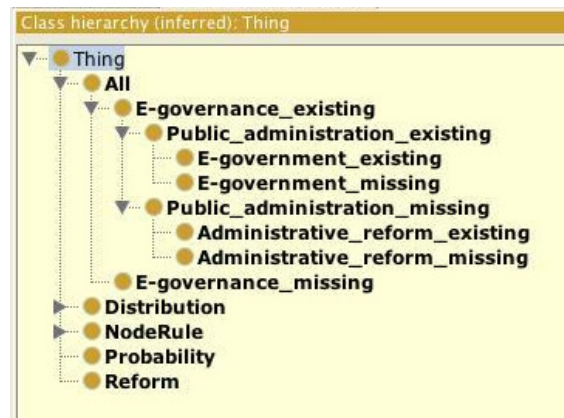 Class hierarchy (inferred): Thing
Thing
All
E-governance_existing
Public_administration_existing
E-government_existing
E-government_missing
Public_administration_missing
Administrative_reform_existing
Administrative_reform_missing
E-governance_missing
Distribution
NodeRule
Probability
Reform